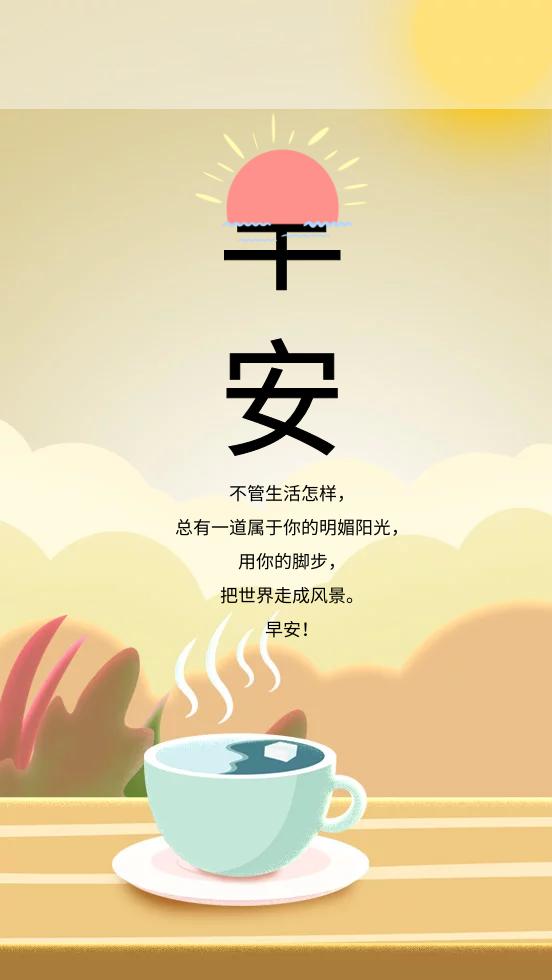 早
安
不管生活怎样，
总有一道属于你的明媚阳光，
用你的脚步，
把世界走成风景。
早安！